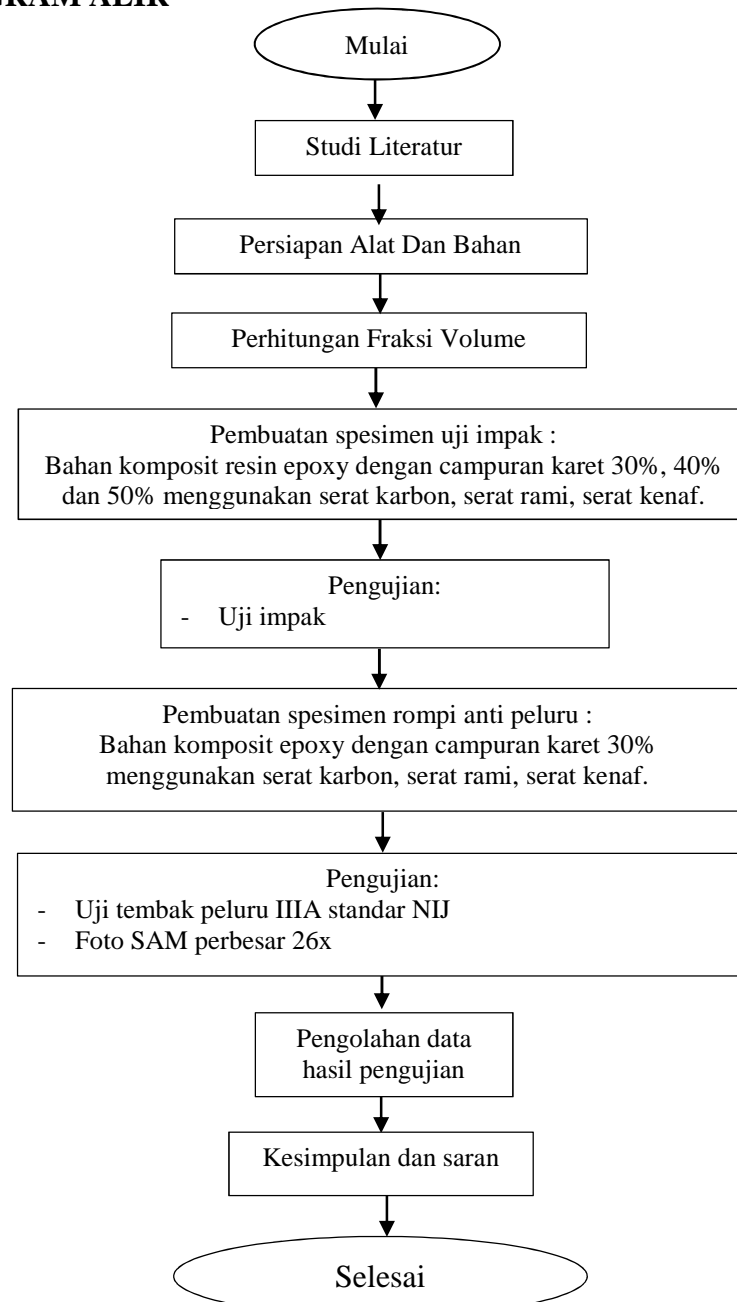 Mulai
Studi Literatur
Persiapan Alat Dan Bahan
Perhitungan Fraksi Volume
Pembuatan spesimen uji impak :
Bahan komposit resin epoxy dengan campuran karet 30%, 40%
dan 50% menggunakan serat karbon, serat rami, serat kenaf.
Pengujian:
- Uji impak
Pembuatan spesimen rompi anti peluru :
Bahan komposit epoxy dengan campuran karet 30%
menggunakan serat karbon, serat rami, serat kenaf.
Pengujian:
- Uji tembak peluru IIIA standar NIJ
- Foto SAM perbesar 26x
Pengolahan data
hasil pengujian
Kesimpulan dan saran
Selesai